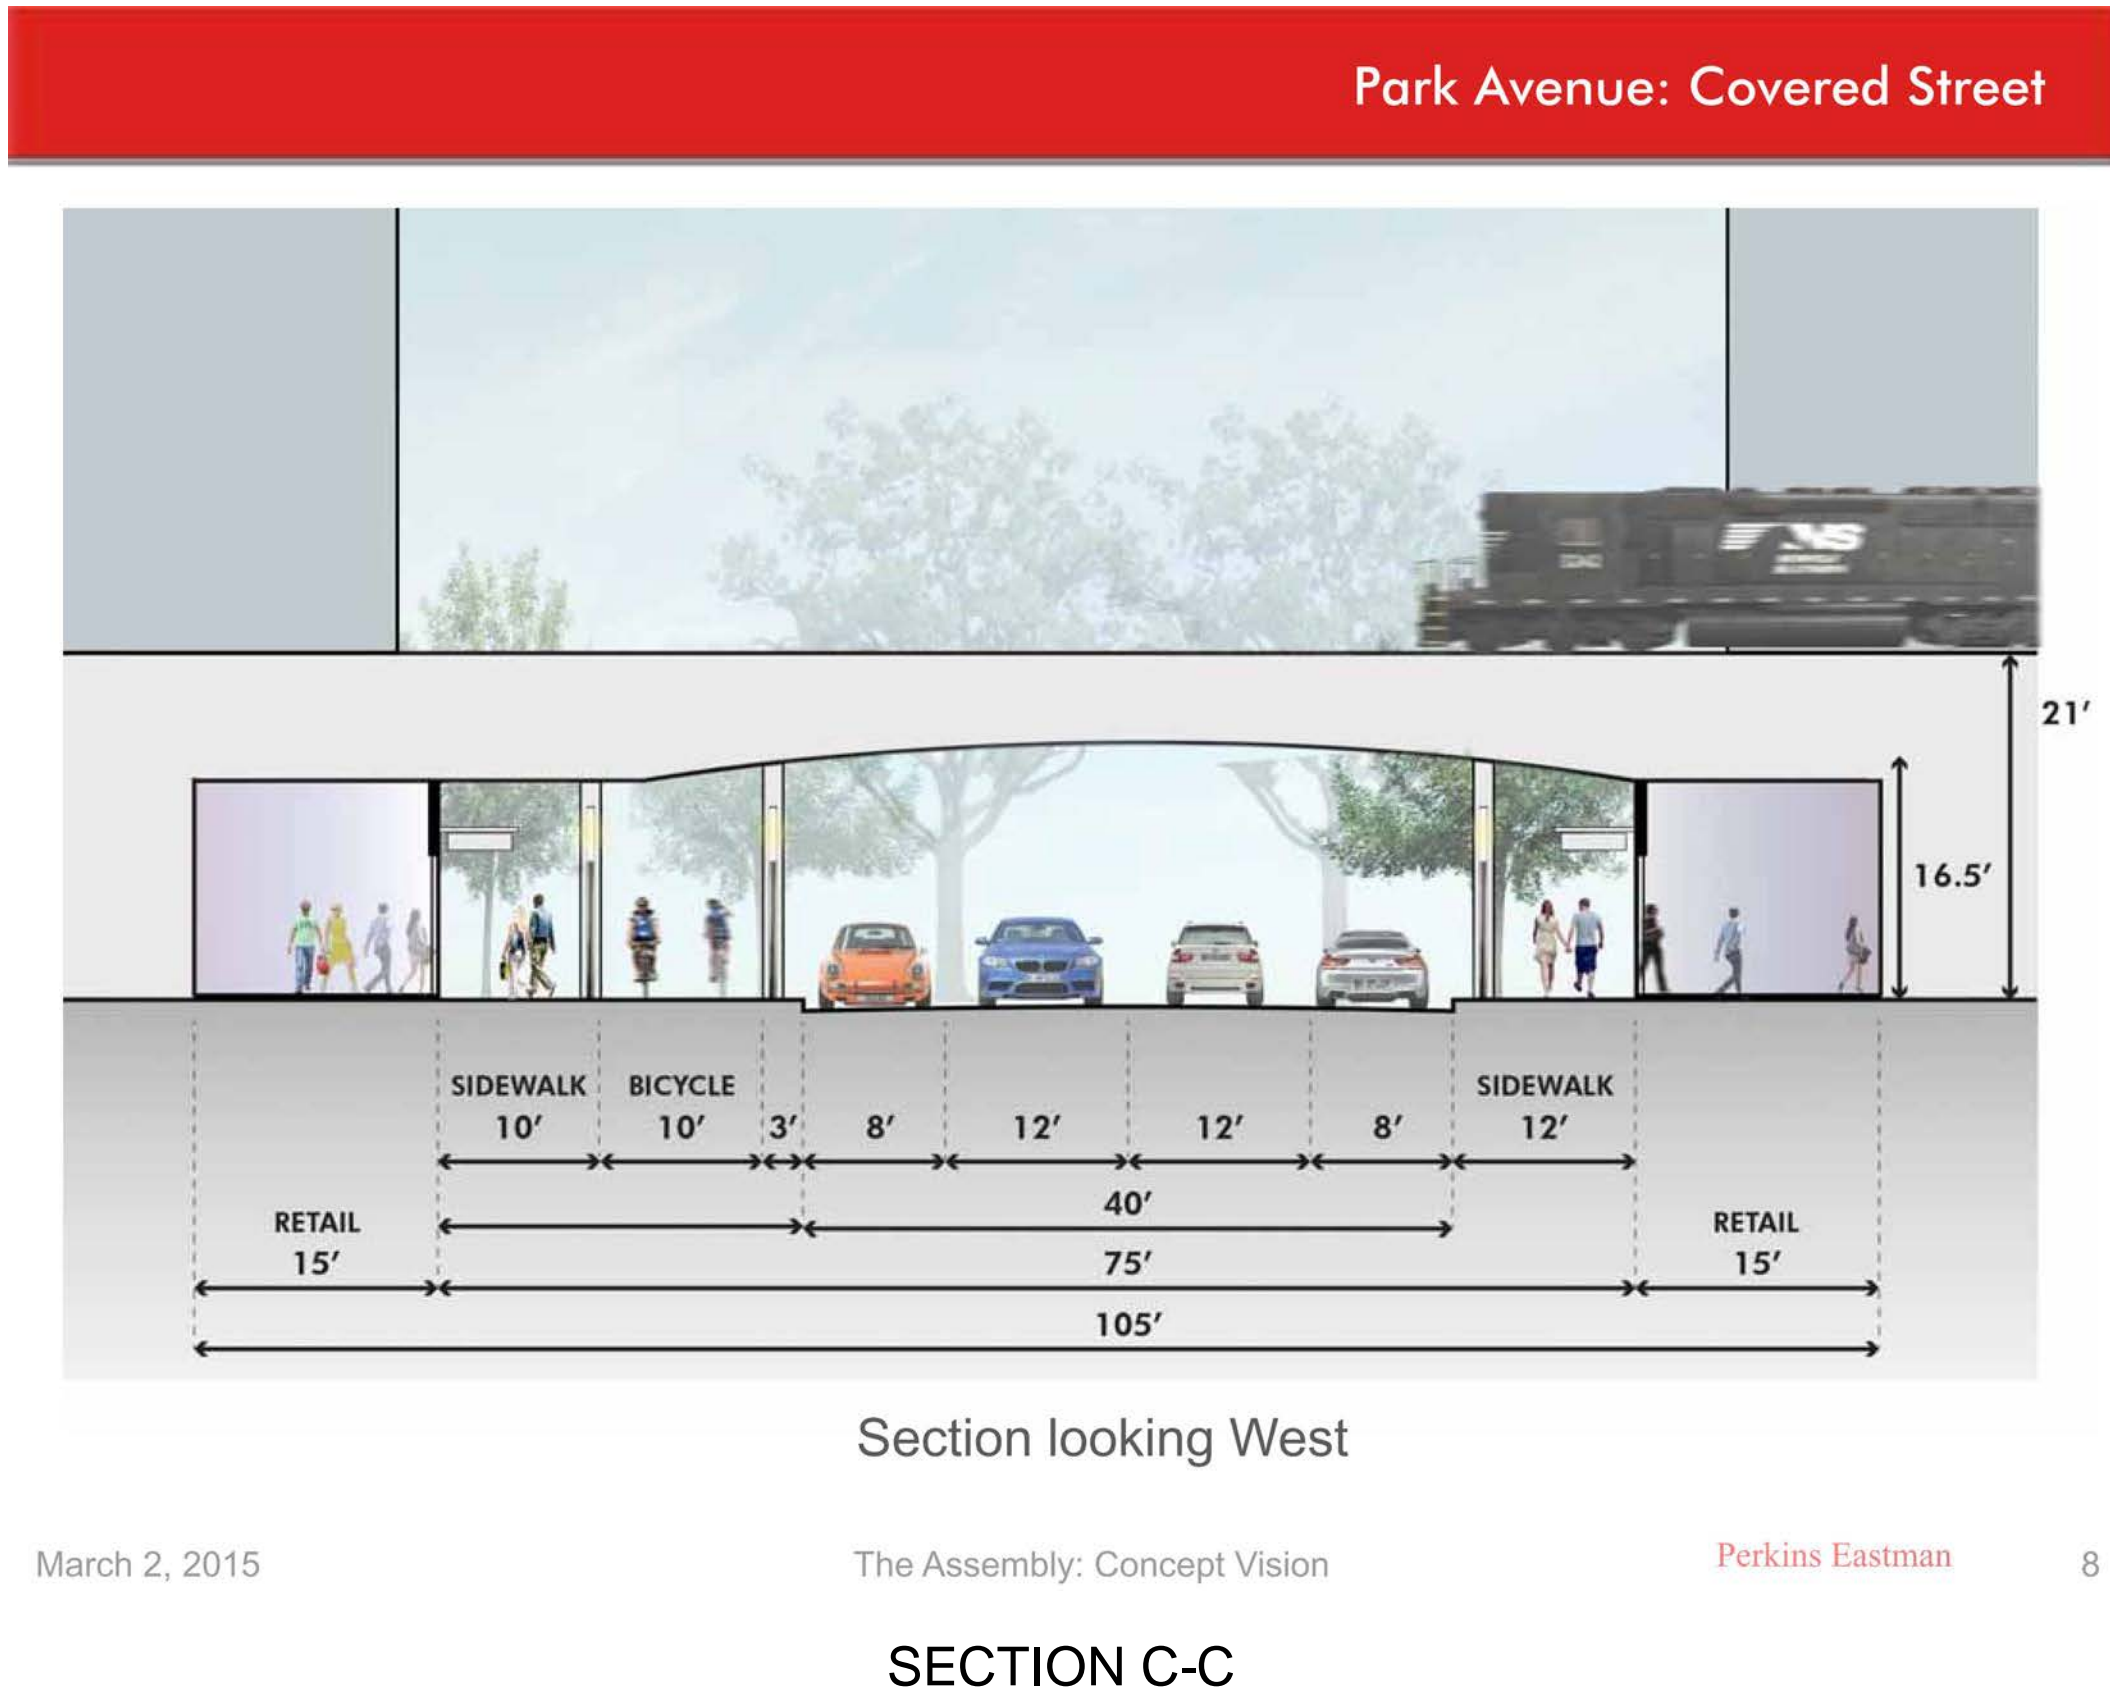 Park Avenue: Covered Street
NS
21′
16.5′
SIDEWALK BICYCLE SIDEWALK
10′ 10′ 3′ 8′ 12′ 12′ 8′ 12′
40′
RETAIL RETAIL
15′ 75′ 15′
105′
Section looking West
March 2, 2015 The Assembly: Concept Vision Perkins Eastman 8
SECTION C-C